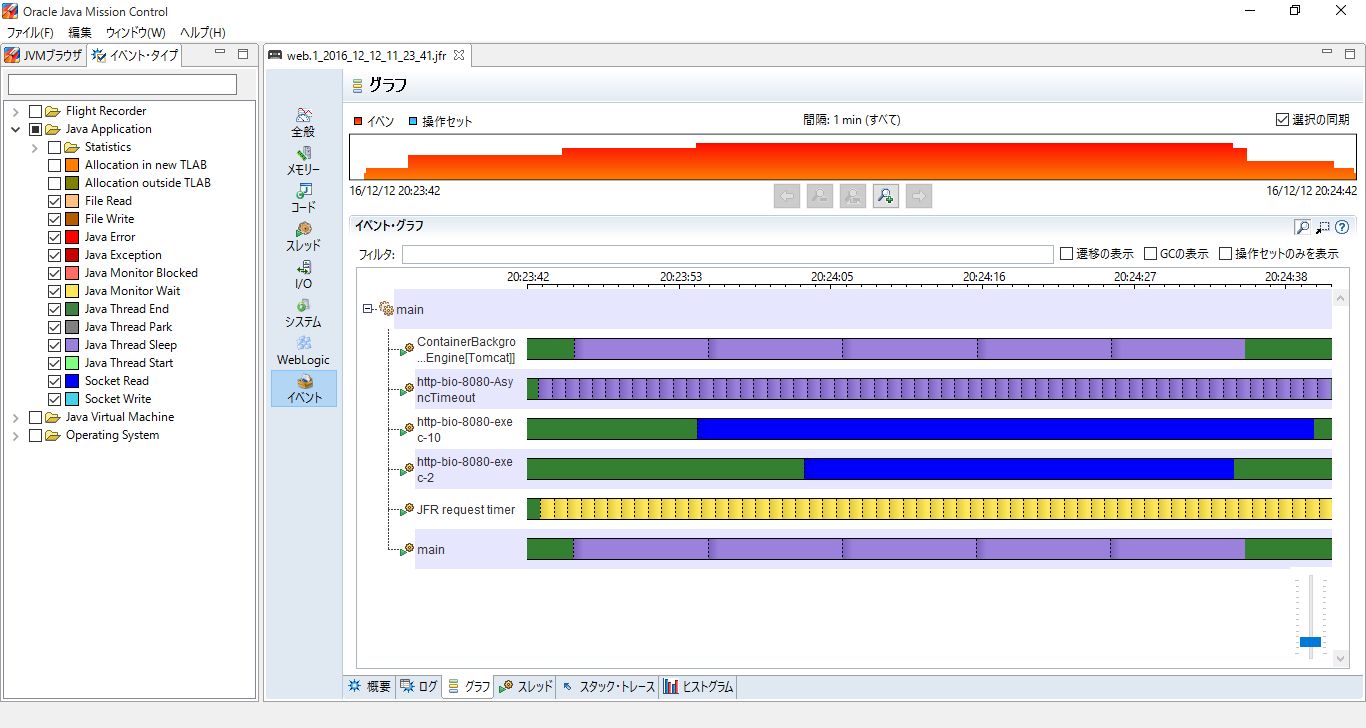 Oracle Java Mission Control
ファイル(F) 編集 ウィンドウ(W) ヘルプ(H)
JVMブラウザ イベント・タイプ
Flight Recorder
Java Application
Statistics
Allocation in new TLAB
Allocation outside TLAB
File Read
File Write
Java Error
Java Exception
Java Monitor Blocked
Java Monitor Wait
Java Thread End
Java Thread Park
Java Thread Sleep
Java Thread Start
Socket Read
Socket Write
Java Virtual Machine
Operating System
web.1_2016_12_12_11_23_41.jfr
全般
メモリー
コード
スレッド
I/O
システム
WebLogic
イベント
グラフ
イベン 操作セット 間隔: 1 min (すべて) 選択の同期
16/12/12 20:23:42 16/12/12 20:24:42
イベント・グラフ
フィルタ: 遷移の表示 GCの表示 操作セットのみを表示
20:23:42 20:23:53 20:24:05 20:24:16 20:24:27 20:24:38
main
ContainerBackgro
...Engine[Tomcat]]
http-bio-8080-Asy
ncTimeout
http-bio-8080-exe
c-10
http-bio-8080-exe
c-2
JFR request timer
main
概要 ログ グラフ スレッド スタック・トレース ヒストグラム